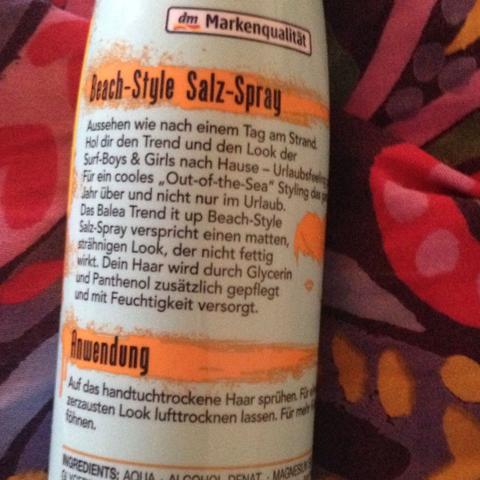 dm Markenqualität
Beach-Style Salz-Spray
Aussehen wie nach einem Tag am Strand.
Hol dir den Trend und den Look der
Surf-Boys & Girls nach Hause – Urlaubsfeeling
Für ein cooles „Out-of-the-Sea" Styling das
Jahr über und nicht nur im Urlaub.
Das Balea Trend it up Beach-Style
Salz-Spray verspricht einen matten,
strähnigen Look, der nicht fettig
wirkt. Dein Haar wird durch Glycerin
und Panthenol zusätzlich gepflegt
und mit Feuchtigkeit versorgt.
Anwendung
Auf das handtuchtrockene Haar sprühen. Für
zerzausten Look lufttrocknen lassen. Für mehr
föhnen.
INGREDIENTS: AQUA · ALCOHOL DENAT. · MAGNESIUM